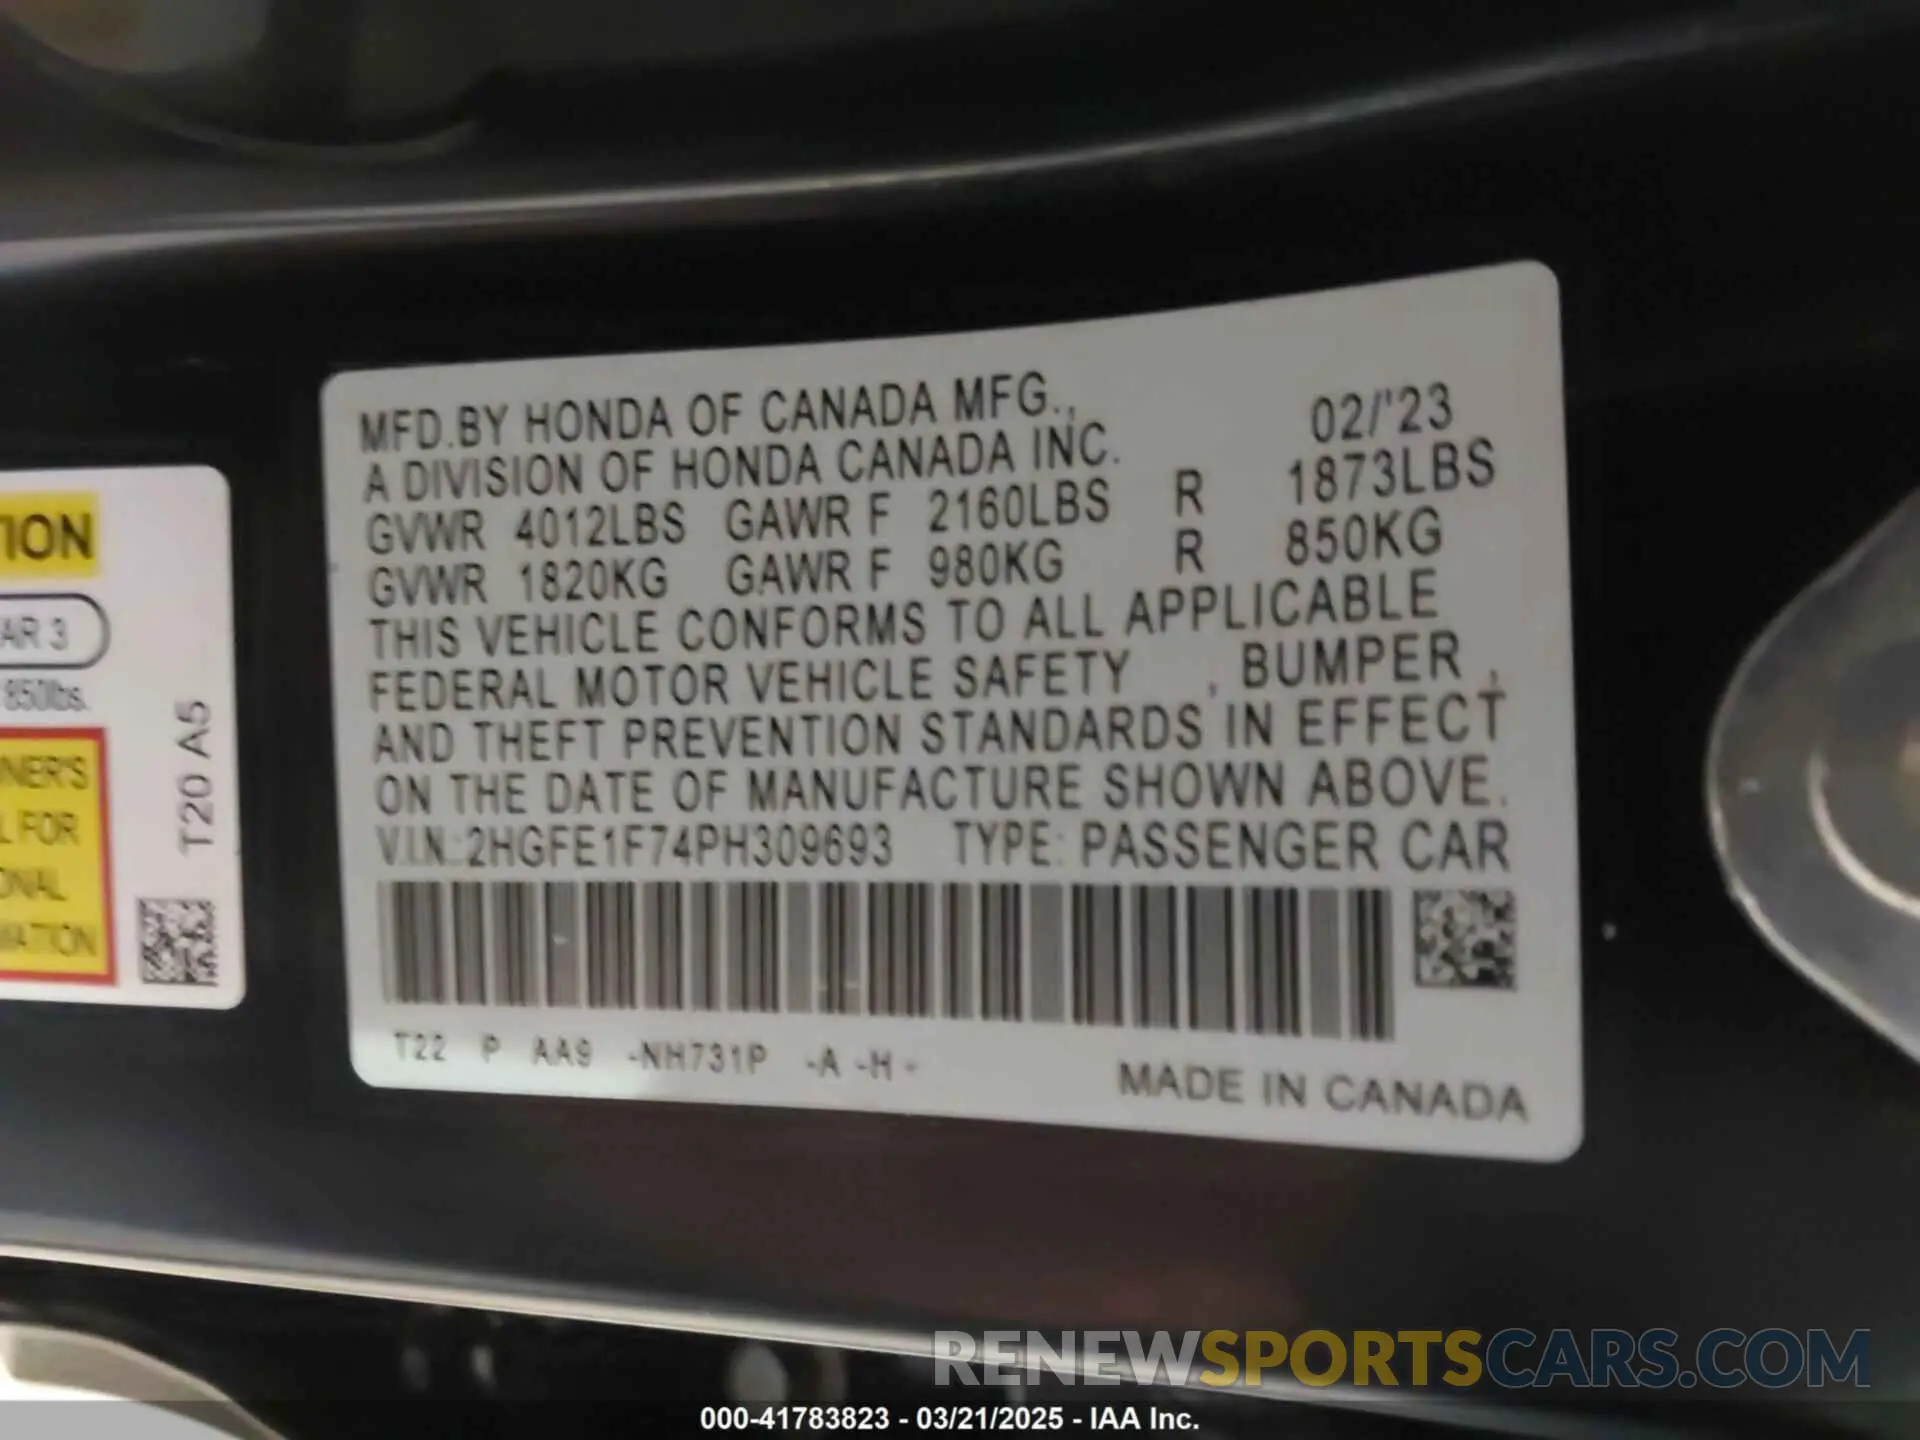 TION
AR 3
850lbs.
NER'S
L FOR
ONAL
MATION
T20 A5
MFD.BY HONDA OF CANADA MFG., 02/'23
A DIVISION OF HONDA CANADA INC.
GVWR 4012LBS GAWR F 2160LBS R 1873LBS
GVWR 1820KG GAWR F 980KG R 850KG
THIS VEHICLE CONFORMS TO ALL APPLICABLE
FEDERAL MOTOR VEHICLE SAFETY , BUMPER ,
AND THEFT PREVENTION STANDARDS IN EFFECT
ON THE DATE OF MANUFACTURE SHOWN ABOVE.
V.I.N.:2HGFE1F74PH309693 TYPE: PASSENGER CAR
T22 P AA9 -NH731P -A -H -
MADE IN CANADA
RENEWSPORTSCARS.COM
000-41783823 - 03/21/2025 - IAA Inc.